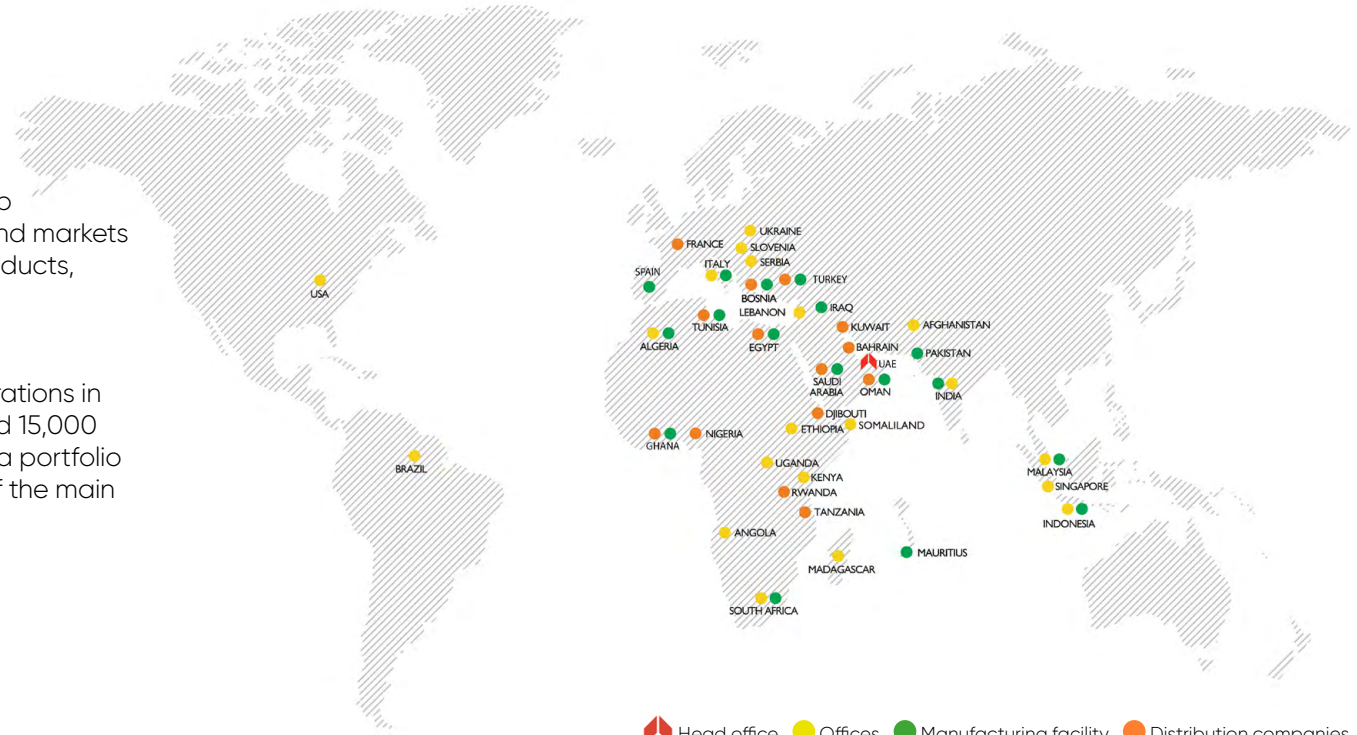 o
nd markets
ducts,
rations in
d 15,000
a portfolio
f the main
USA
BRAZIL
UKRAINE
FRANCE
SLOVENIA
ITALY
SERBIA
SPAIN
TURKEY
BOSNIA
LEBANON
IRAQ
TUNISIA
KUWAIT
AFGHANISTAN
ALGERIA
EGYPT
BAHRAIN
PAKISTAN
UAE
SAUDI
ARABIA
OMAN
INDIA
DJIBOUTI
ETHIOPIA
SOMALILAND
GHANA
NIGERIA
UGANDA
MALAYSIA
KENYA
SINGAPORE
RWANDA
TANZANIA
INDONESIA
ANGOLA
MAURITIUS
MADAGASCAR
SOUTH AFRICA
Head office Offices Manufacturing facility Distribution companies